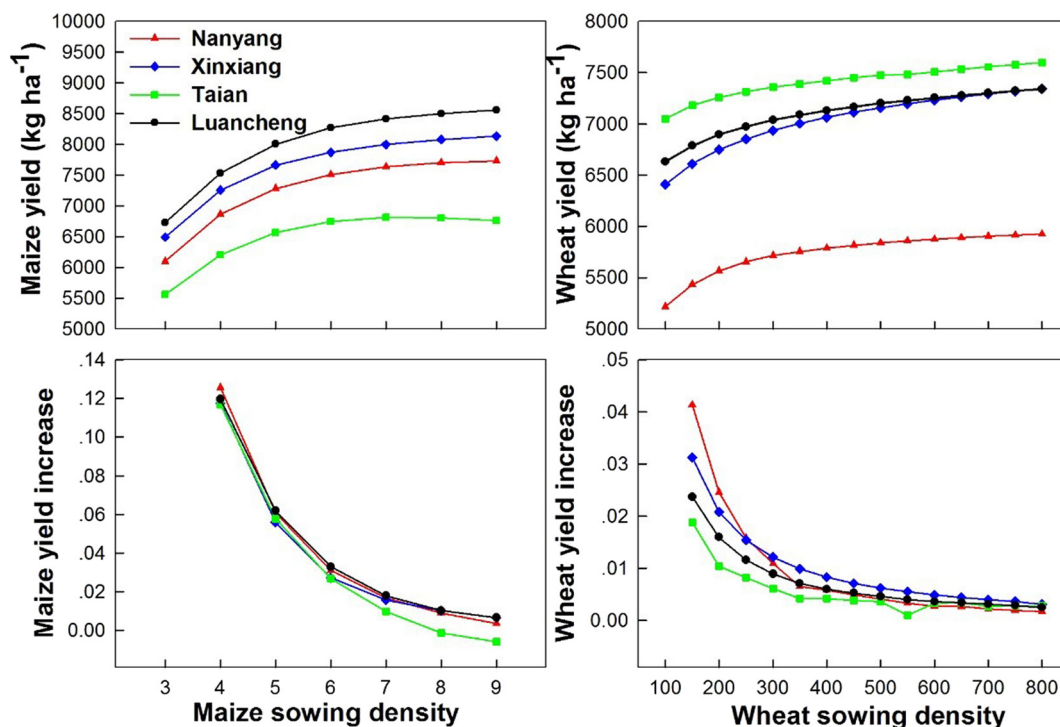 10000
9500
9000
8500
8000
7500
7000
6500
6000
5500
5000
Maize yield (kg ha-1)
Nanyang
Xinxiang
Taian
Luancheng
8000
7500
7000
6500
6000
5500
5000
Wheat yield (kg ha-1)
.14
.12
.10
.08
.06
.04
.02
0.00
Maize yield increase
3 4 5 6 7 8 9
Maize sowing density
.05
.04
.03
.02
.01
0.00
Wheat yield increase
100 200 300 400 500 600 700 800
Wheat sowing density